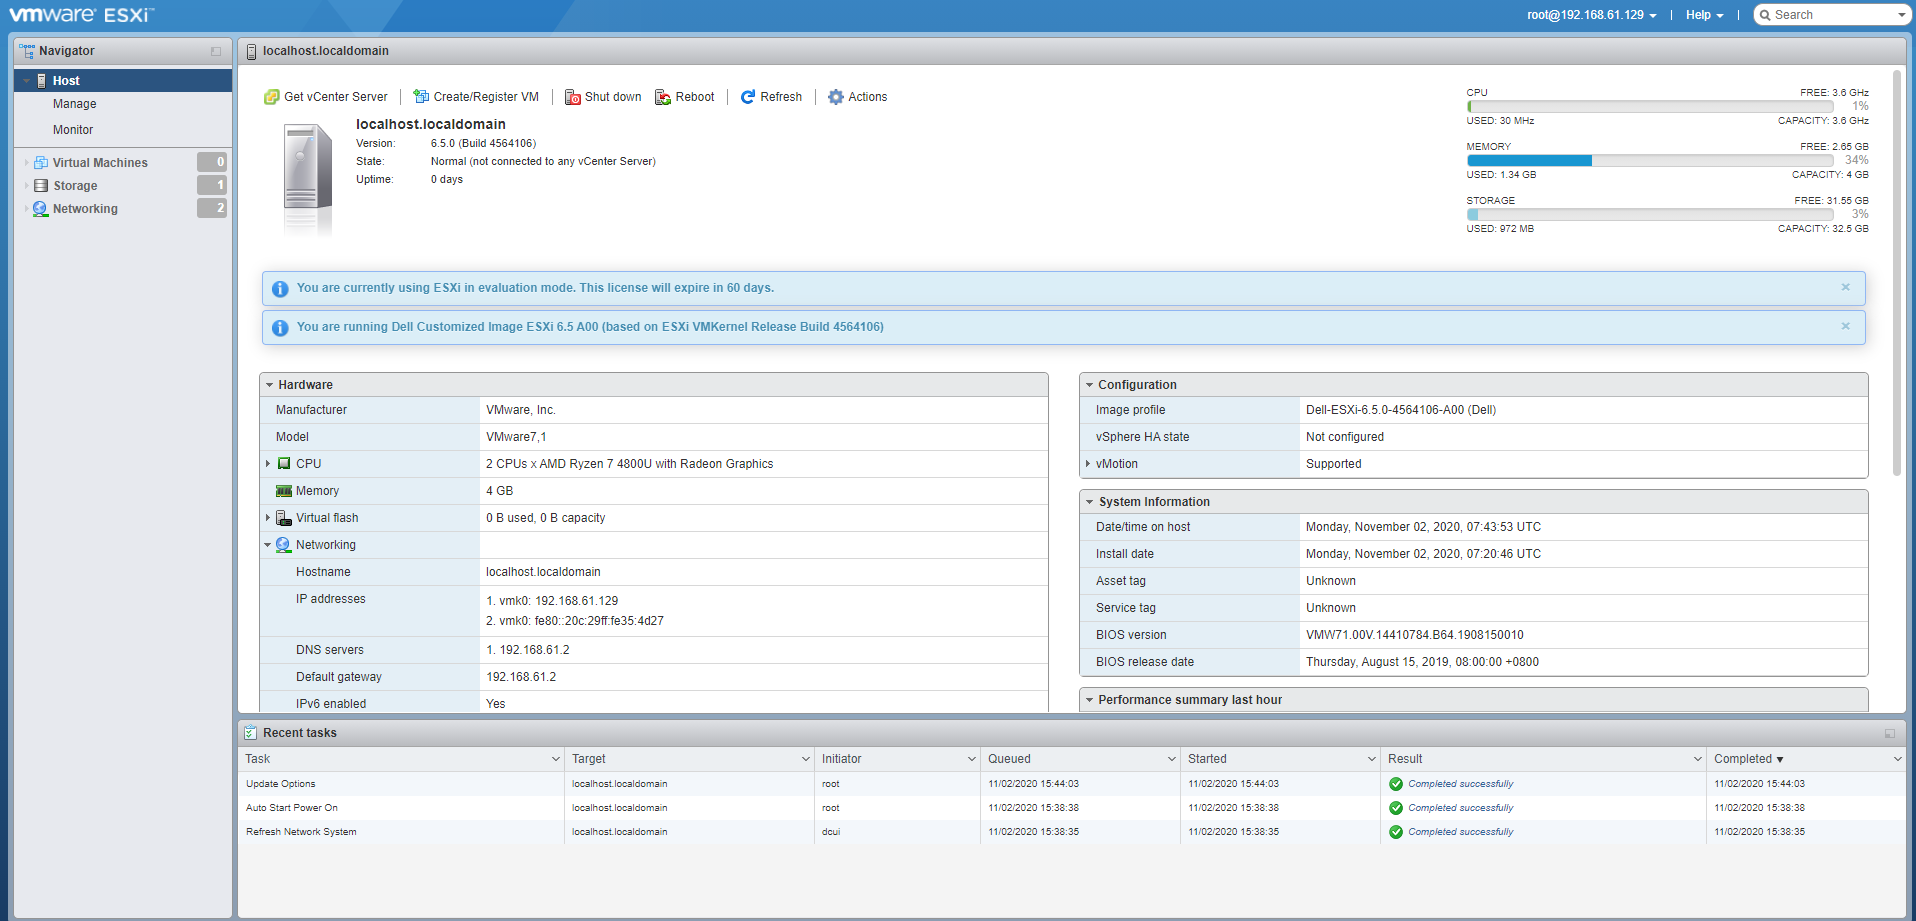 vmware ESXi™
root@192.168.61.129
Help
Search
Navigator
Host
Manage
Monitor
Virtual Machines 0
Storage 1
Networking 2
localhost.localdomain
Get vCenter Server
Create/Register VM
Shut down
Reboot
Refresh
Actions
localhost.localdomain
Version: 6.5.0 (Build 4564106)
State: Normal (not connected to any vCenter Server)
Uptime: 0 days
CPU FREE: 3.6 GHz
1%
USED: 30 MHz CAPACITY: 3.6 GHz
MEMORY FREE: 2.65 GB
34%
USED: 1.34 GB CAPACITY: 4 GB
STORAGE FREE: 31.55 GB
3%
USED: 972 MB CAPACITY: 32.5 GB
You are currently using ESXi in evaluation mode. This license will expire in 60 days.
You are running Dell Customized Image ESXi 6.5 A00 (based on ESXi VMKernel Release Build 4564106)
Hardware
Manufacturer VMware, Inc.
Model VMware7,1
CPU 2 CPUs x AMD Ryzen 7 4800U with Radeon Graphics
Memory 4 GB
Virtual flash 0 B used, 0 B capacity
Networking
Hostname localhost.localdomain
IP addresses 1. vmk0: 192.168.61.129
2. vmk0: fe80::20c:29ff:fe35:4d27
DNS servers 1. 192.168.61.2
Default gateway 192.168.61.2
IPv6 enabled Yes
Configuration
Image profile Dell-ESXi-6.5.0-4564106-A00 (Dell)
vSphere HA state Not configured
vMotion Supported
System Information
Date/time on host Monday, November 02, 2020, 07:43:53 UTC
Install date Monday, November 02, 2020, 07:20:46 UTC
Asset tag Unknown
Service tag Unknown
BIOS version VMW71.00V.14410784.B64.1908150010
BIOS release date Thursday, August 15, 2019, 08:00:00 +0800
Performance summary last hour
Recent tasks
Task Target Initiator Queued Started Result Completed ▼
Update Options localhost.localdomain root 11/02/2020 15:44:03 11/02/2020 15:44:03 Completed successfully 11/02/2020 15:44:03
Auto Start Power On localhost.localdomain root 11/02/2020 15:38:38 11/02/2020 15:38:38 Completed successfully 11/02/2020 15:38:38
Refresh Network System localhost.localdomain dcui 11/02/2020 15:38:35 11/02/2020 15:38:35 Completed successfully 11/02/2020 15:38:35